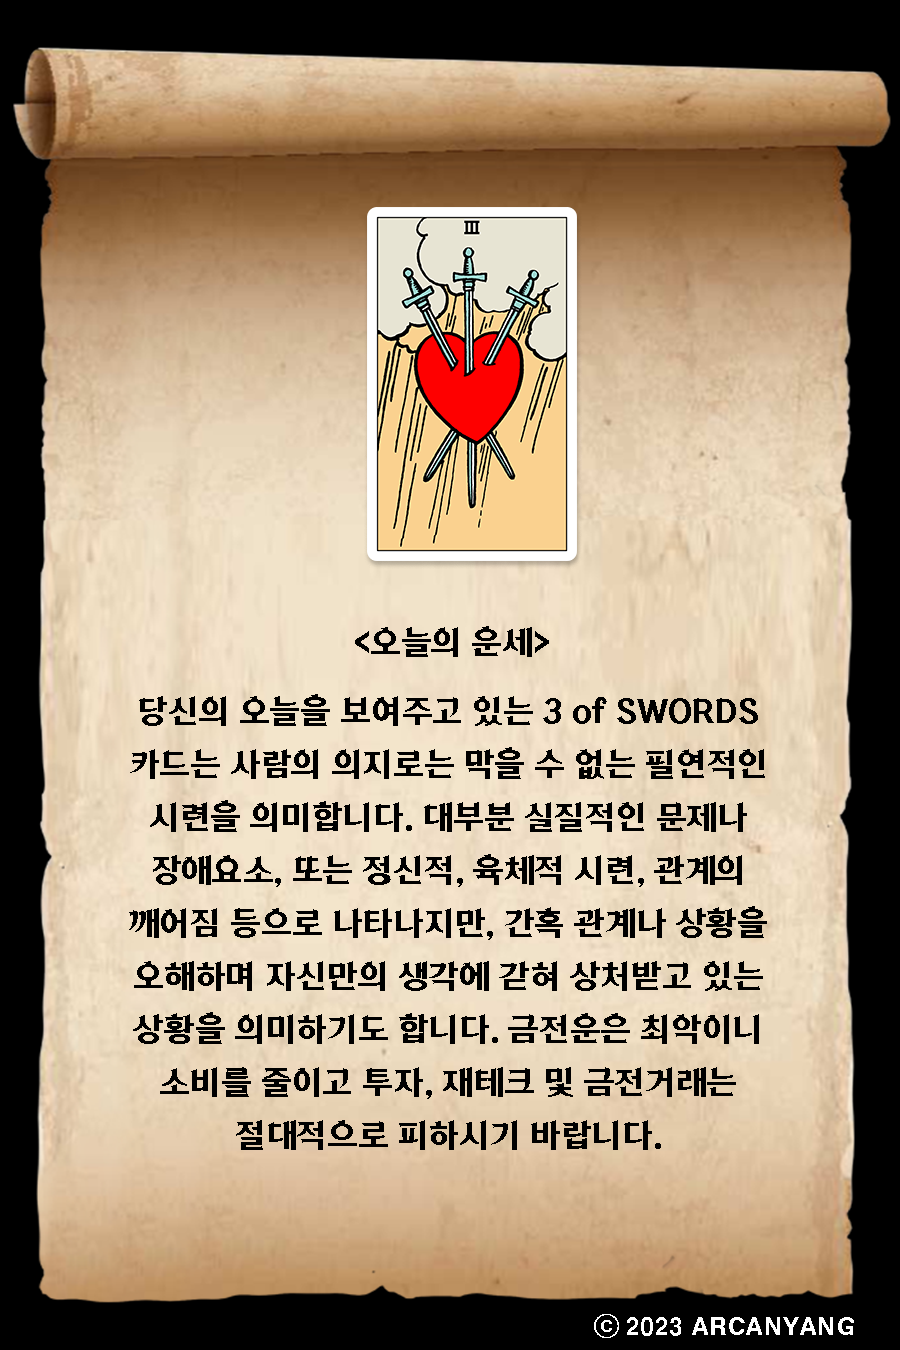 III
<오늘의 운세>
당신의 오늘을 보여주고 있는 3 of SWORDS
카드는 사람의 의지로는 막을 수 없는 필연적인
시련을 의미합니다. 대부분 실질적인 문제나
장애요소, 또는 정신적, 육체적 시련, 관계의
깨어짐 등으로 나타나지만, 간혹 관계나 상황을
오해하며 자신만의 생각에 갇혀 상처받고 있는
상황을 의미하기도 합니다. 금전운은 최악이니
소비를 줄이고 투자, 재테크 및 금전거래는
절대적으로 피하시기 바랍니다.
ⓒ 2023 ARCANYANG